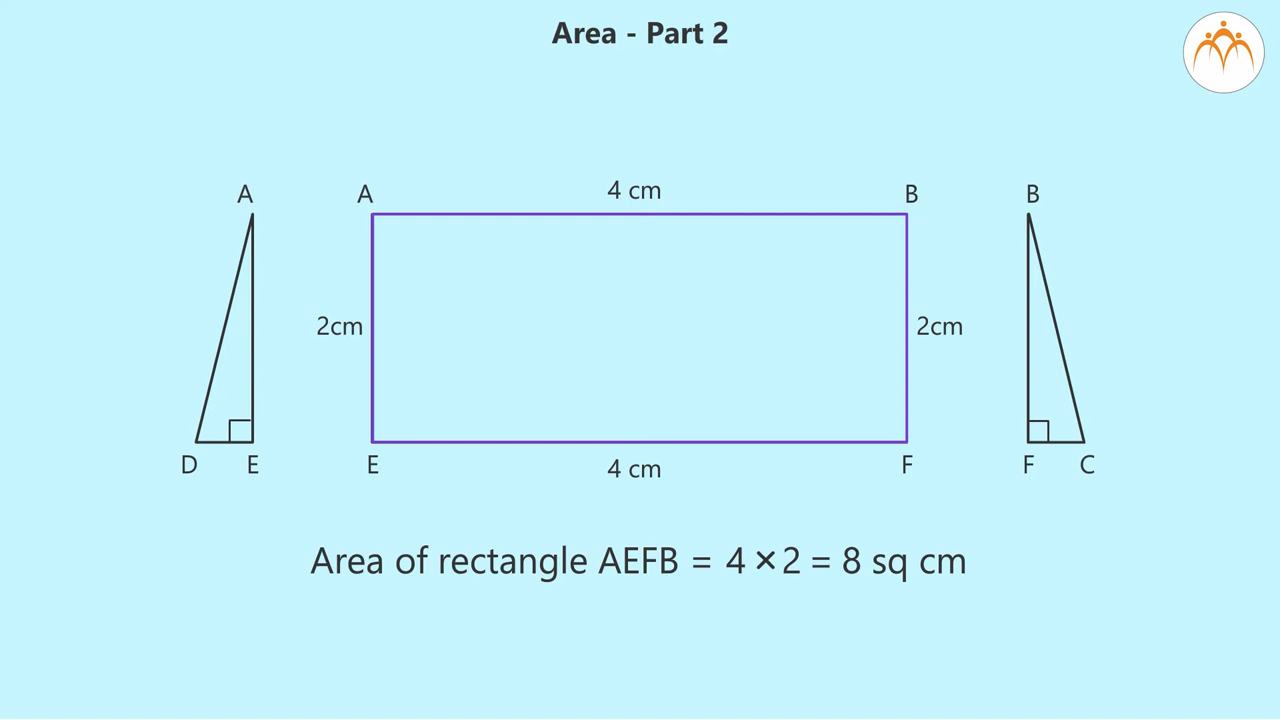 Area - Part 2
A A 4 cm B B
2cm 2cm
D E E 4 cm F F C
Area of rectangle AEFB = 4 × 2 = 8 sq cm